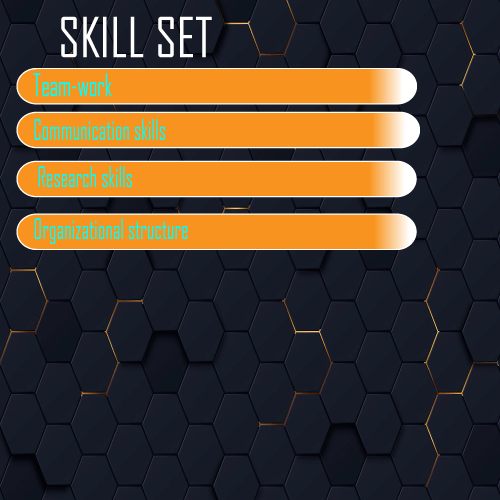 SKILL SET
Team-work
Communication skills
Research skills
Organizational structure